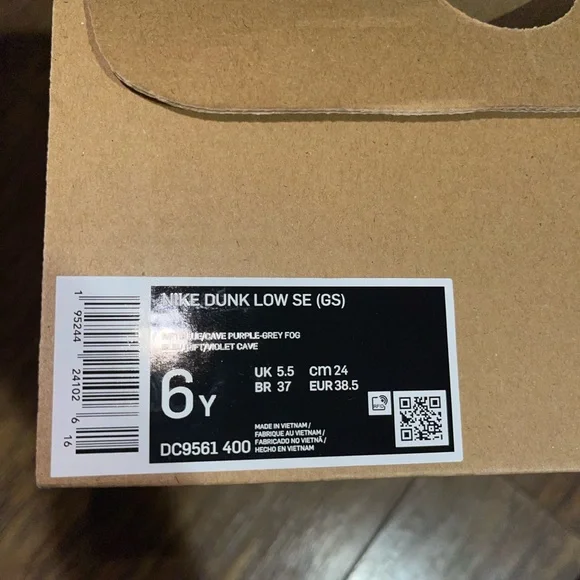 1 95244 24102 6 16
NIKE DUNK LOW SE (GS)
PURPLE-GREY FOG
VIOLET CAVE
6Y
UK 5.5 cm 24
BR 37 EUR 38.5
RFID
DC9561 400
MADE IN VIETNAM /
FABRIQUE AU VIETNAM /
FABRICADO NO VIETNÃ /
HECHO EN VIETNAM